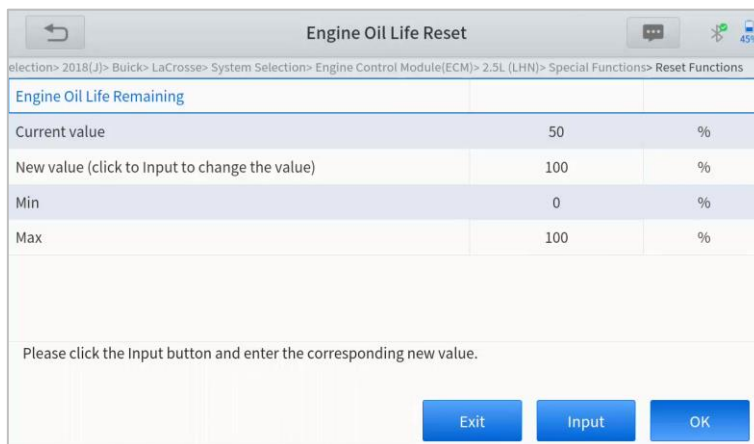 Engine Oil Life Reset
45%
election> 2018(J)> Buick> LaCrosse> System Selection> Engine Control Module(ECM)> 2.5L (LHN)> Special Functions> Reset Functions
Engine Oil Life Remaining
Current value 50 %
New value (click to Input to change the value) 100 %
Min 0 %
Max 100 %
Please click the Input button and enter the corresponding new value.
Exit Input OK